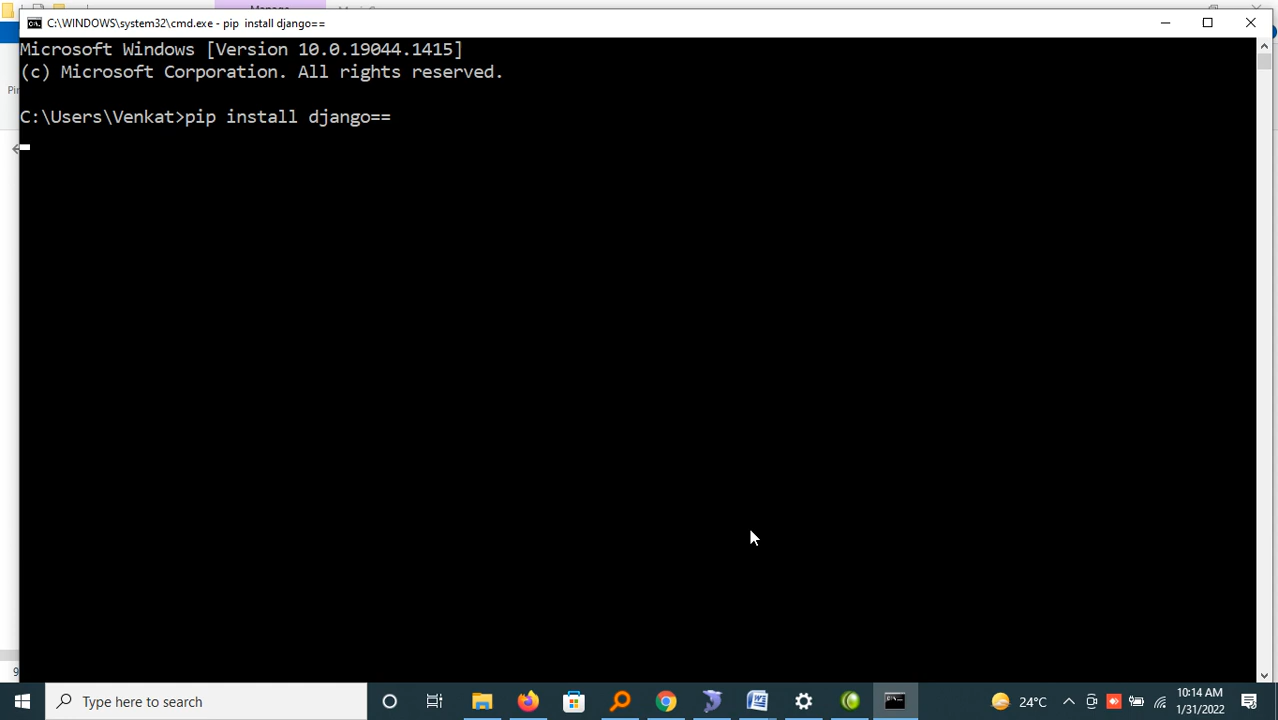 C:\WINDOWS\system32\cmd.exe - pip install django==
Microsoft Windows [Version 10.0.19044.1415]
(c) Microsoft Corporation. All rights reserved.
C:\Users\Venkat>pip install django==
Type here to search
24°C
10:14 AM
1/31/2022